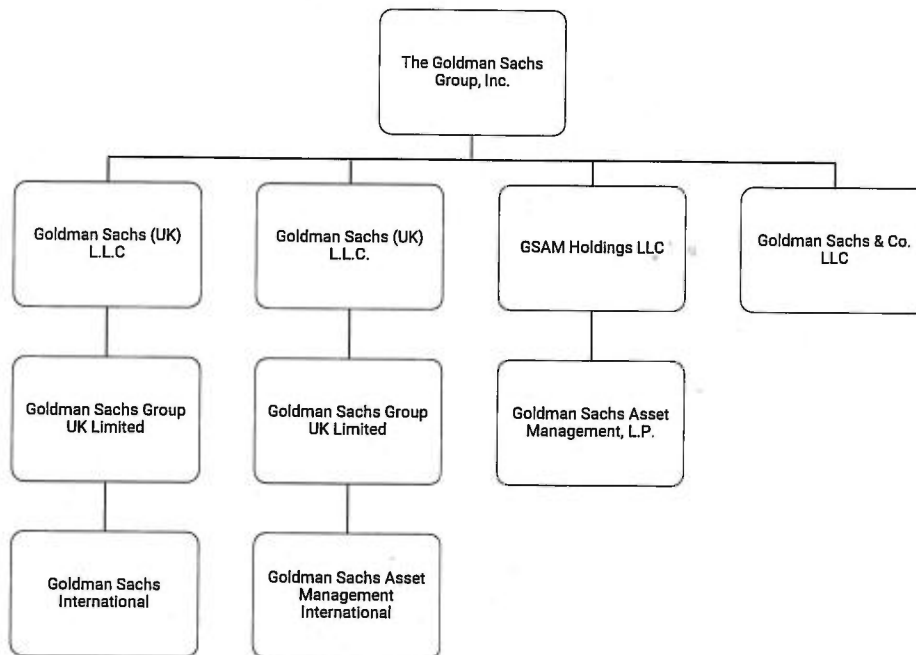 The Goldman Sachs
Group, Inc.
Goldman Sachs (UK)
L.L.C
Goldman Sachs (UK)
L.L.C.
GSAM Holdings LLC
Goldman Sachs & Co.
LLC
Goldman Sachs Group
UK Limited
Goldman Sachs Group
UK Limited
Goldman Sachs Asset
Management, L.P.
Goldman Sachs
International
Goldman Sachs Asset
Management
International